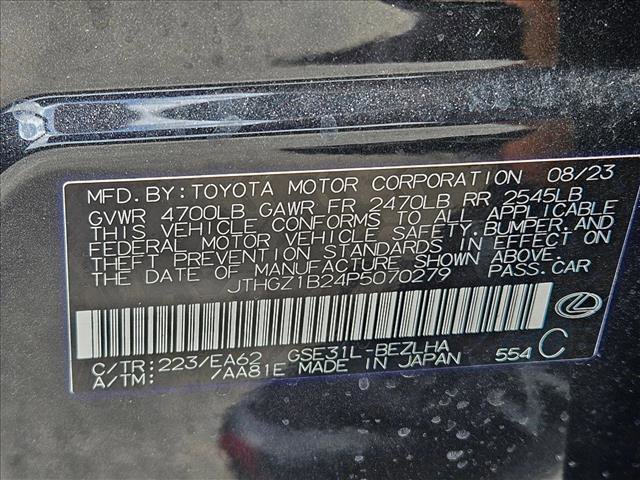 MFD. BY: TOYOTA MOTOR CORPORATION 08/23
GVWR 4700LB GAWR FR 2470LB RR 2545LB
THIS VEHICLE CONFORMS TO ALL APPLICABLE
FEDERAL MOTOR VEHICLE SAFETY, BUMPER, AND
THEFT PREVENTION STANDARDS IN EFFECT ON
THE DATE OF MANUFACTURE SHOWN ABOVE.
JTHGZ1B24P5070279 PASS. CAR
C/TR: 223/EA62 GSE31L-BEZLHA
A/TM: /AA81E MADE IN JAPAN 554 C